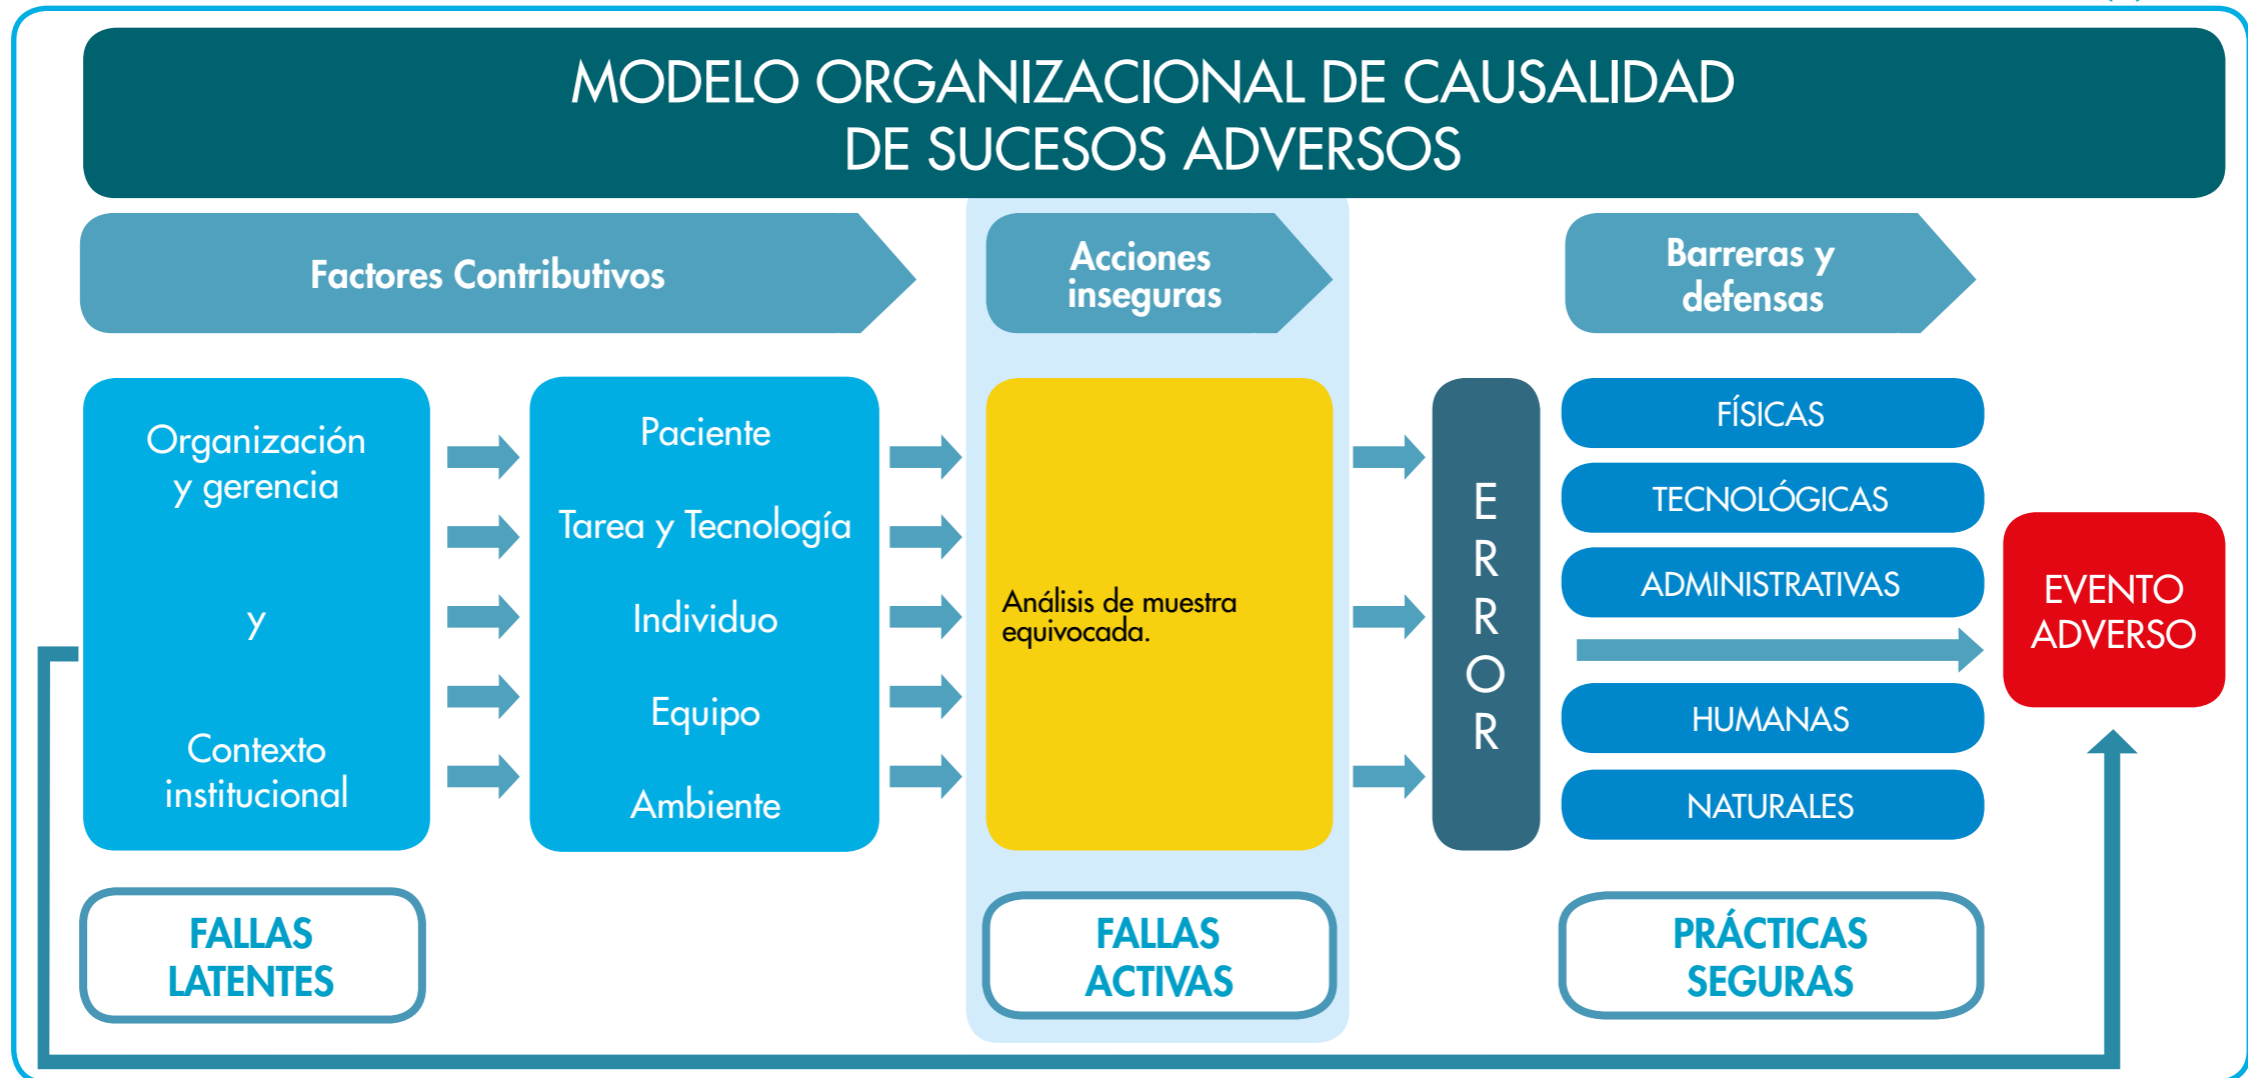 MODELO ORGANIZACIONAL DE CAUSALIDAD
DE SUCESOS ADVERSOS
Factores Contributivos
Acciones
inseguras
Barreras y
defensas
Organización
y gerencia
y
Contexto
institucional
Paciente
Tarea y Tecnología
Individuo
Equipo
Ambiente
Análisis de muestra
equivocada.
E
R
R
O
R
FÍSICAS
TECNOLÓGICAS
ADMINISTRATIVAS
HUMANAS
NATURALES
EVENTO
ADVERSO
FALLAS
LATENTES
FALLAS
ACTIVAS
PRÁCTICAS
SEGURAS